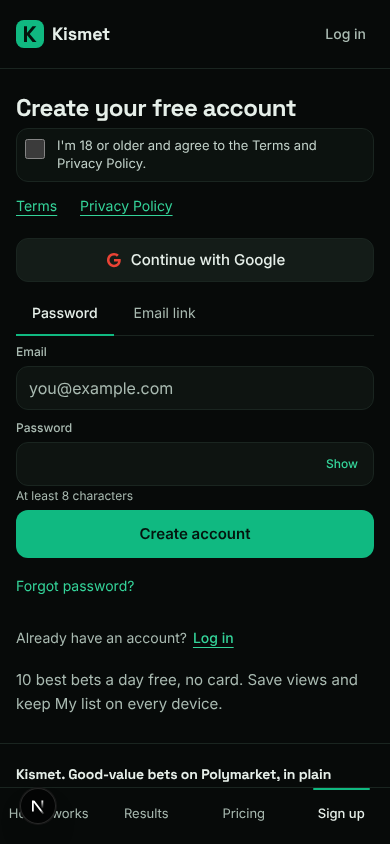 K Kismet
Log in
Create your free account
I'm 18 or older and agree to the Terms and
Privacy Policy.
Terms Privacy Policy
G Continue with Google
Password Email link
Email
you@example.com
Password
Show
At least 8 characters
Create account
Forgot password?
Already have an account? Log in
10 best bets a day free, no card. Save views and
keep My list on every device.
Kismet. Good-value bets on Polymarket, in plain
N works Results Pricing Sign up